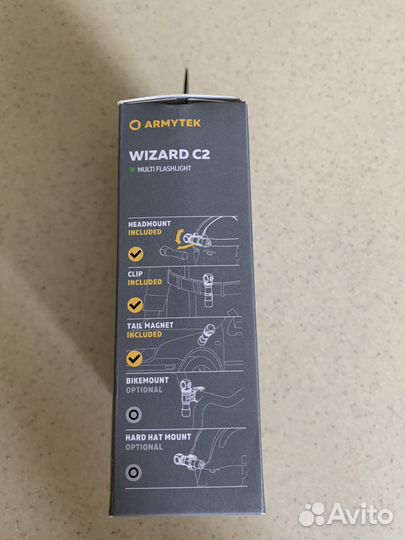 ARMYTEK
WIZARD C2
MULTI FLASHLIGHT
HEADMOUNT
INCLUDED
CLIP
INCLUDED
TAIL MAGNET
INCLUDED
BIKEMOUNT
OPTIONAL
HARD HAT MOUNT
OPTIONAL
Avito